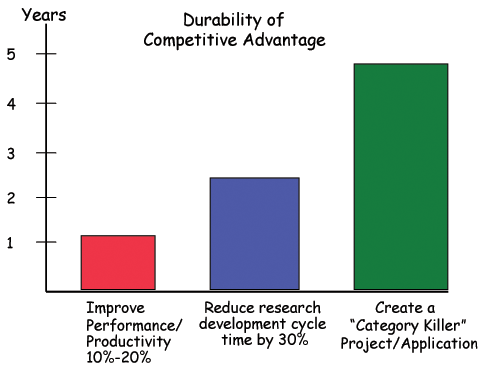 Years
Durability of
Competitive Advantage
5
4
3
2
1
Improve
Performance/
Productivity
10%-20%
Reduce research
development cycle
time by 30%
Create a
"Category Killer"
Project/Application